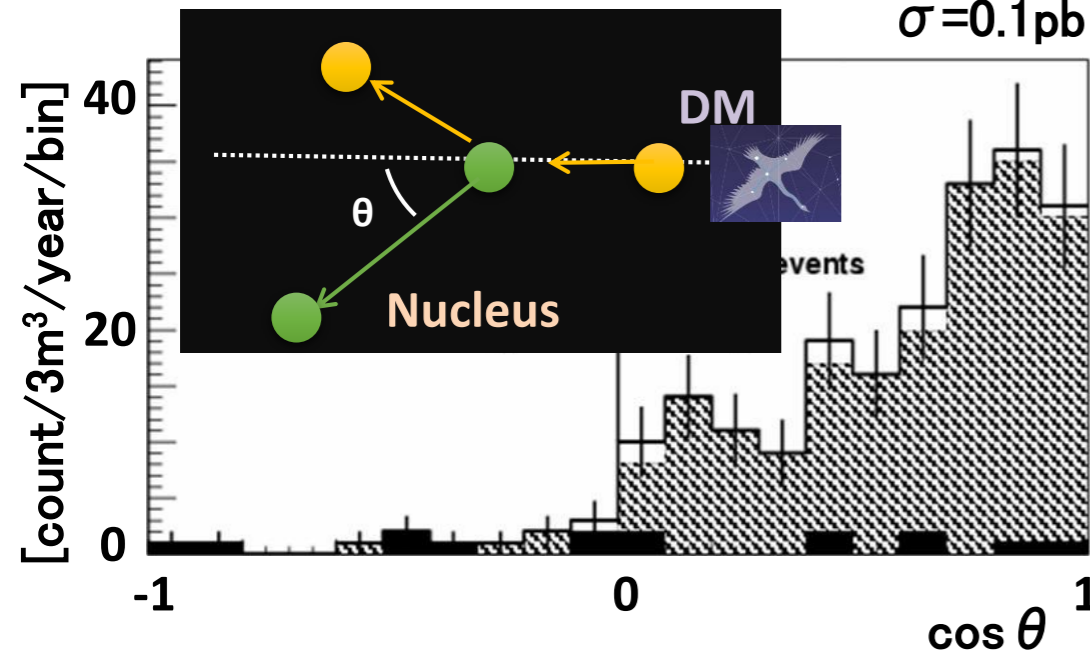 σ=0.1pb
[count/3m³/year/bin]
40
20
0
DM
θ
Nucleus
events
-1
0
1
cos θ